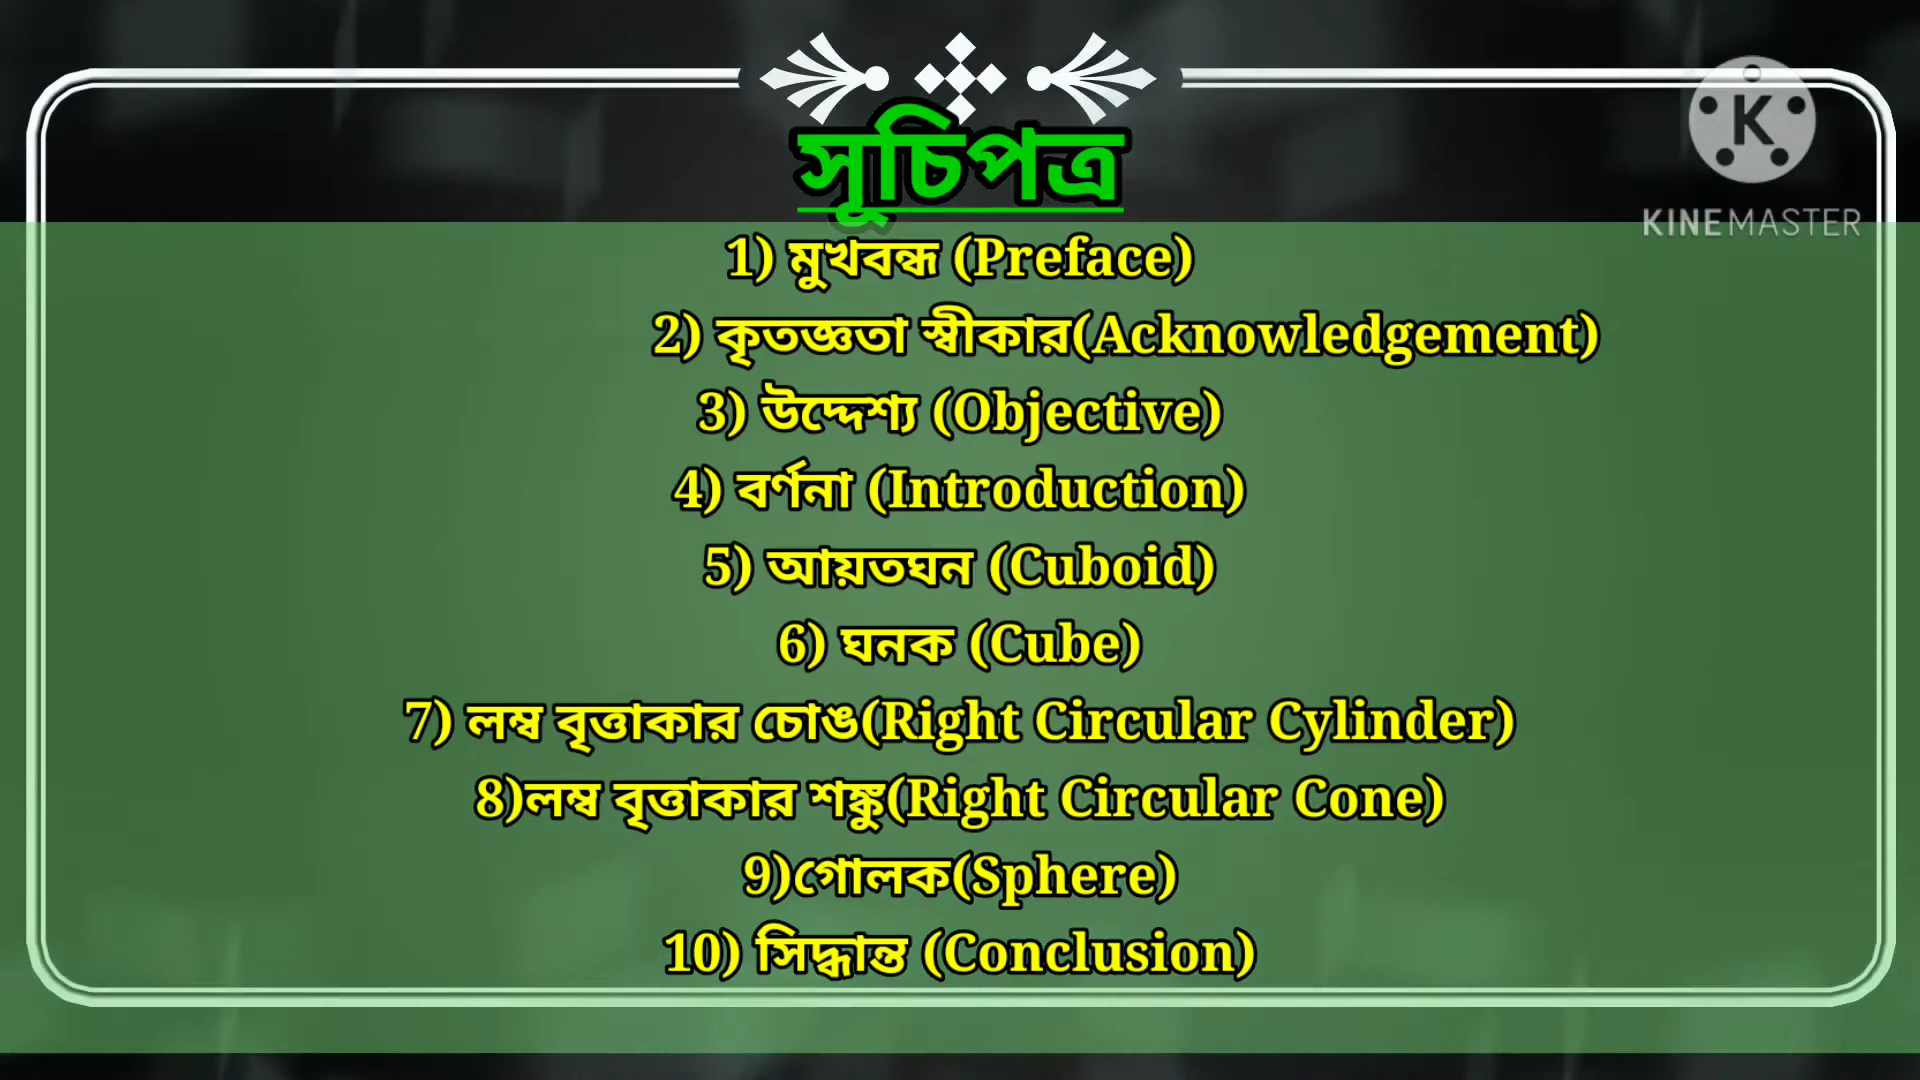 সূচিপত্র
K
KINEMASTER
1) মুখবন্ধ (Preface)
2) কৃতজ্ঞতা স্বীকার(Acknowledgement)
3) উদ্দেশ্য (Objective)
4) বর্ণনা (Introduction)
5) আয়তঘন (Cuboid)
6) ঘনক (Cube)
7) লম্ব বৃত্তাকার চোঙ(Right Circular Cylinder)
8)লম্ব বৃত্তাকার শঙ্কু(Right Circular Cone)
9)গোলক(Sphere)
10) সিদ্ধান্ত (Conclusion)